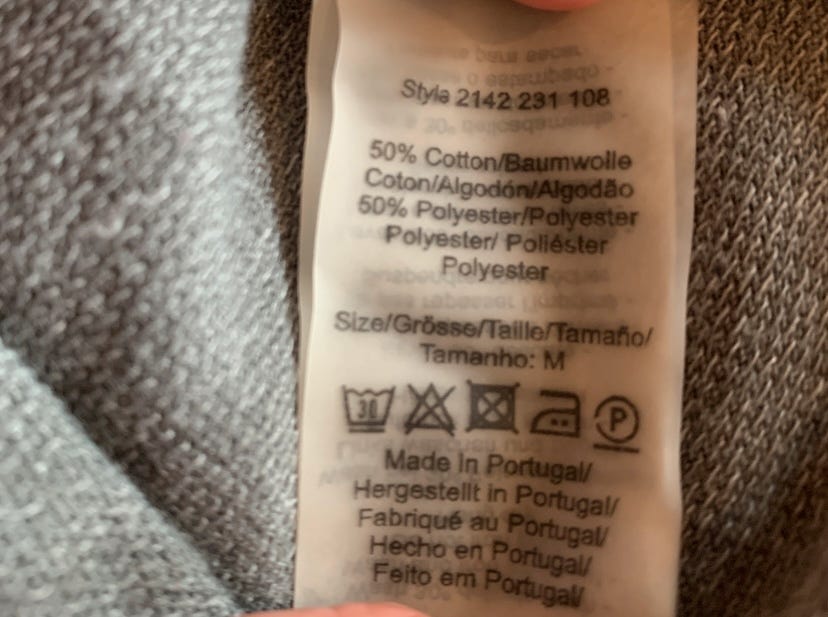 Style 2142 231 108
50% Cotton/Baumwolle
Coton/Algodón/Algodão
50% Polyester/Polyester
Polyester/ Poliéster
Polyester
Size/Grösse/Taille/Tamaño/
Tamanho: M
30
P
Made In Portugal/
Hergestellt in Portugal/
Fabriqué au Portugal/
Hecho en Portugal/
Feito em Portugal/